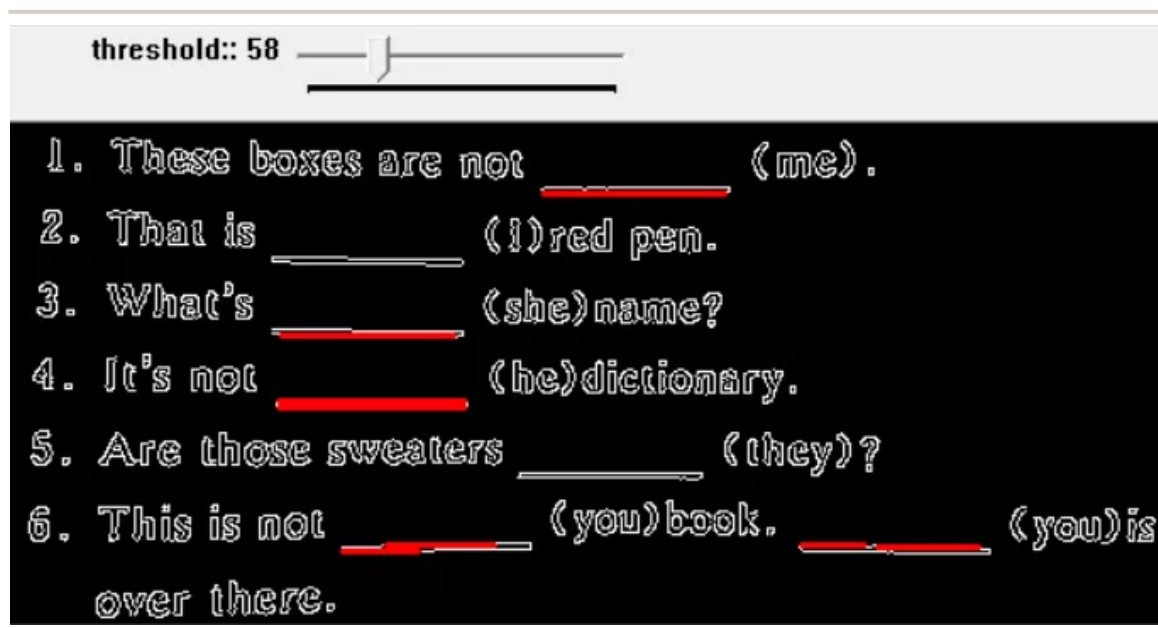 threshold:: 58
1. These boxes are not ________ (me).
2. That is ________ (I)red pen.
3. What's ________ (she)name?
4. It's not ________ (he)dictionary.
5. Are those sweaters ________ (they)?
6. This is not ________ (you)book. ________ (you)is
over there.